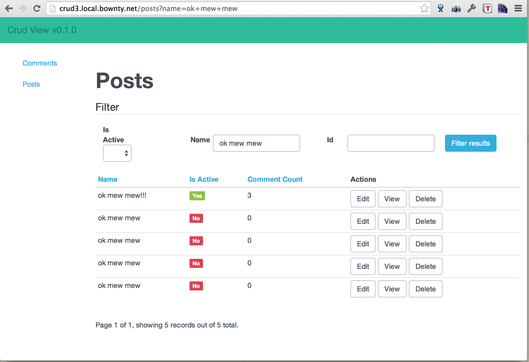 crud3.local.bownty.net/posts?name=ok+mew+mew
Crud View v0.1.0
Comments
Posts
Posts
Filter
Is Active
Name
ok mew mew
Id
Filter results
Name Is Active Comment Count Actions
ok mew mew!!! Yes 3 Edit View Delete
ok mew mew No 0 Edit View Delete
ok mew mew No 0 Edit View Delete
ok mew mew No 0 Edit View Delete
ok mew mew No 0 Edit View Delete
Page 1 of 1, showing 5 records out of 5 total.